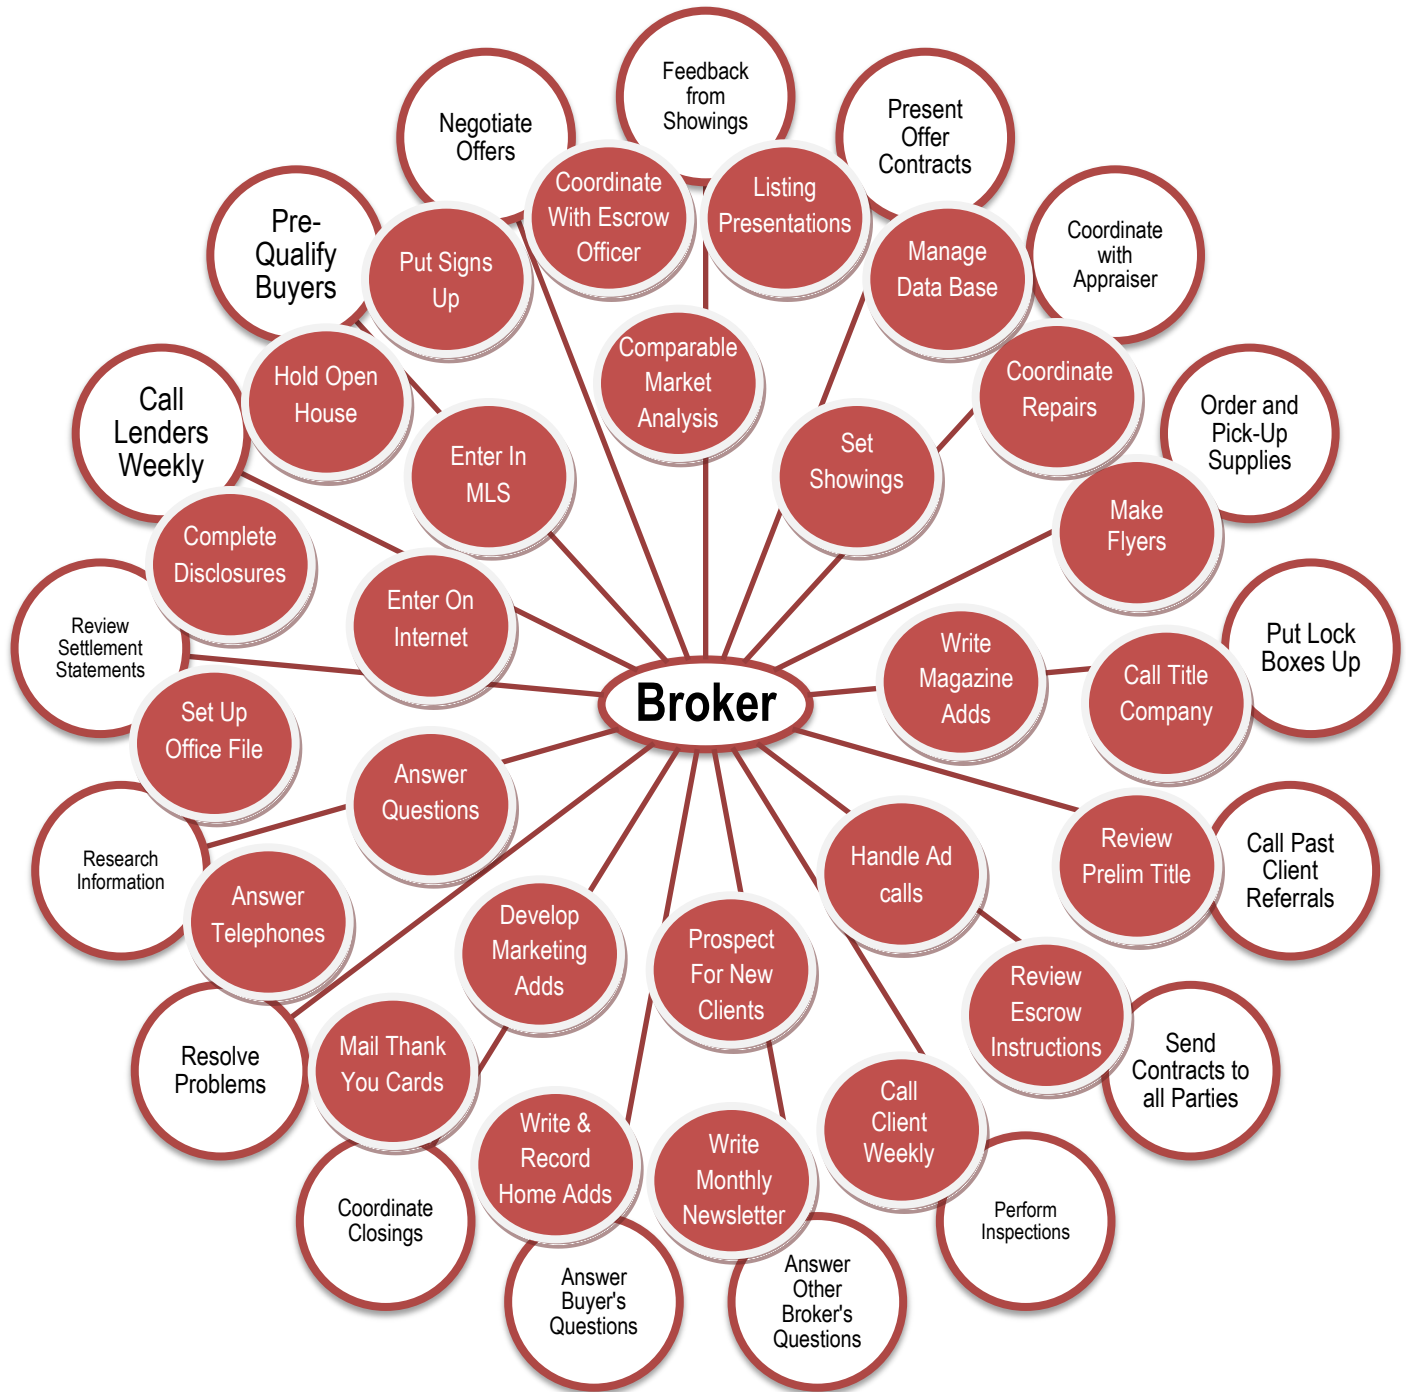 Feedback
from
Showings
Negotiate
Offers
Present
Offer
Contracts
Coordinate
With Escrow
Officer
Listing
Presentations
Pre-
Qualify
Buyers
Put Signs
Up
Manage
Data Base
Coordinate
with
Appraiser
Comparable
Market
Analysis
Hold Open
House
Coordinate
Repairs
Call
Lenders
Weekly
Order and
Pick-Up
Supplies
Enter In
MLS
Set
Showings
Make
Flyers
Complete
Disclosures
Enter On
Internet
Review
Settlement
Statements
Write
Magazine
Adds
Put Lock
Boxes Up
Broker
Call Title
Company
Set Up
Office File
Answer
Questions
Research
Information
Handle Ad
calls
Review
Prelim Title
Call Past
Client
Referrals
Answer
Telephones
Develop
Marketing
Adds
Prospect
For New
Clients
Review
Escrow
Instructions
Resolve
Problems
Mail Thank
You Cards
Send
Contracts to
all Parties
Call
Client
Weekly
Write &
Record
Home Adds
Write
Monthly
Newsletter
Coordinate
Closings
Perform
Inspections
Answer
Buyer's
Questions
Answer
Other
Broker's
Questions